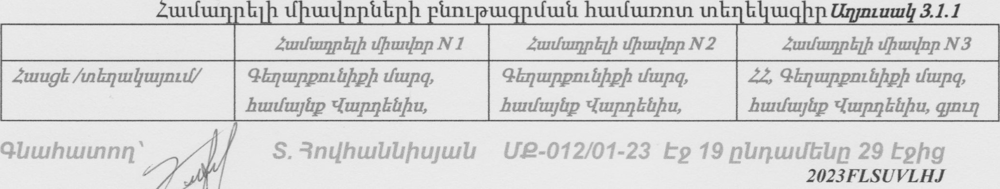 Համադրելի միավորների բնութագրման համառոտ տեղեկագիր Աղյուսակ 3.1.1
Համադրելի միավոր N 1 Համադրելի միավոր N 2 Համադրելի միավոր N 3
Հասցե /տեղակայում/ Գեղարքունիքի մարզ, Գեղարքունիքի մարզ, ՀՀ, Գեղարքունիքի մարզ,
համայնք Վարդենիս, համայնք Վարդենիս, համայնք Վարդենիս, գյուղ
Գնահատող՝ Տ. Հովհաննիսյան ՄՔ-012/01-23 Էջ 19 ընդամենը 29 էջից
2023FLSUVLHJ